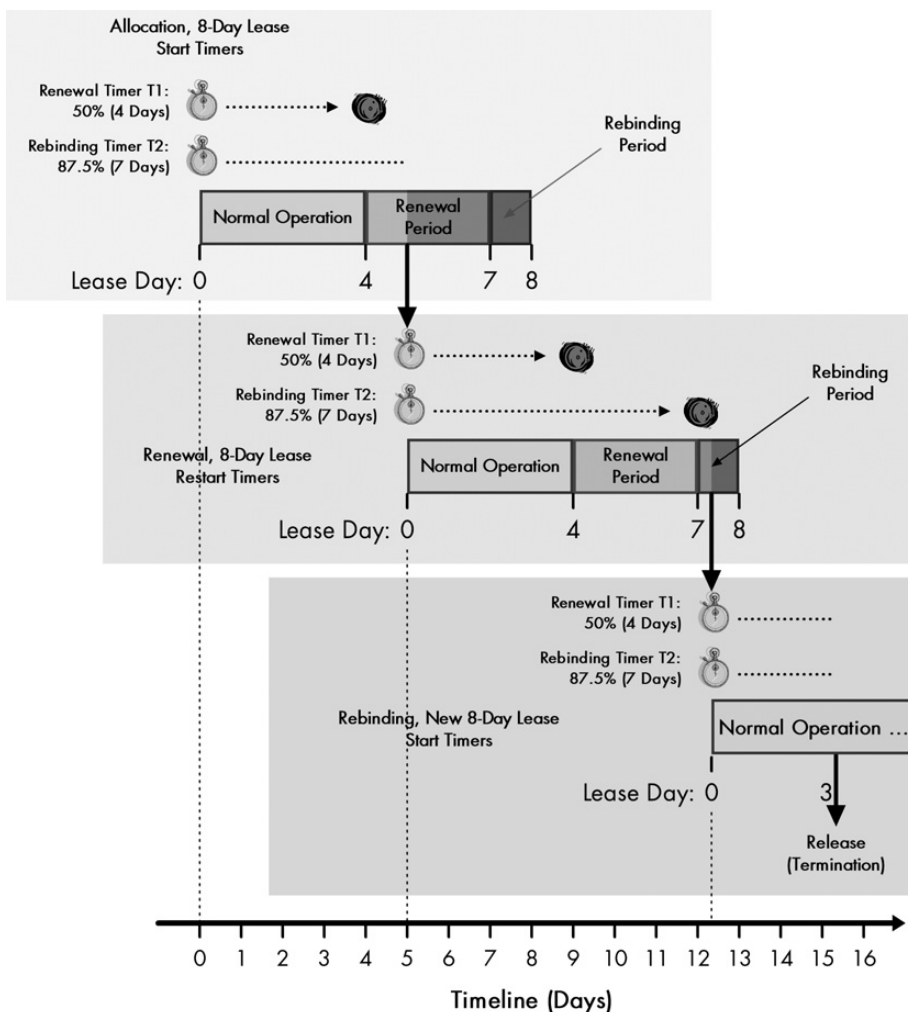 Allocation, 8-Day Lease
Start Timers
Renewal Timer T1:
50% (4 Days)
Rebinding Timer T2:
87.5% (7 Days)
Rebinding
Period
Normal Operation
Renewal
Period
Lease Day: 0 4 7 8
Renewal Timer T1:
50% (4 Days)
Rebinding Timer T2:
87.5% (7 Days)
Rebinding
Period
Renewal, 8-Day Lease
Restart Timers
Normal Operation
Renewal
Period
Lease Day: 0 4 7 8
Renewal Timer T1:
50% (4 Days)
Rebinding Timer T2:
87.5% (7 Days)
Rebinding, New 8-Day Lease
Start Timers
Normal Operation ...
Lease Day: 0 3
Release
(Termination)
0 1 2 3 4 5 6 7 8 9 10 11 12 13 14 15 16
Timeline (Days)